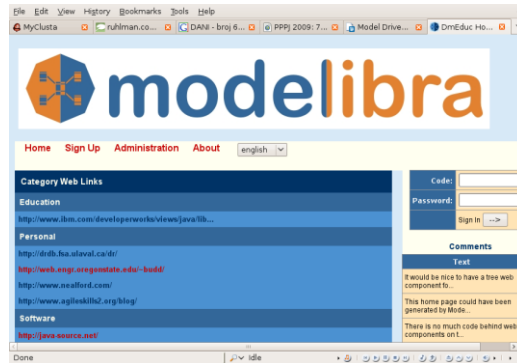 File Edit View History Bookmarks Tools Help
MyClusta ruhlman.co... DANI - broj 6... PPPJ 2009: 7... Model Drive... DmEduc Ho...
modelibra
Home Sign Up Administration About english
Category Web Links
Education
http://www.ibm.com/developerworks/views/java/lib...
Personal
http://drdb.fsa.ulaval.ca/dr/
http://web.engr.oregonstate.edu/~budd/
http://www.nealford.com/
http://www.agileskills2.org/blog/
Software
http://java-source.net/
Code:
Password:
Sign In -->
Comments
Text
It would be nice to have a tree web
component fo...
This home page could have been
generated by Mode...
There is no much code behind web
components on t...
Done Idle